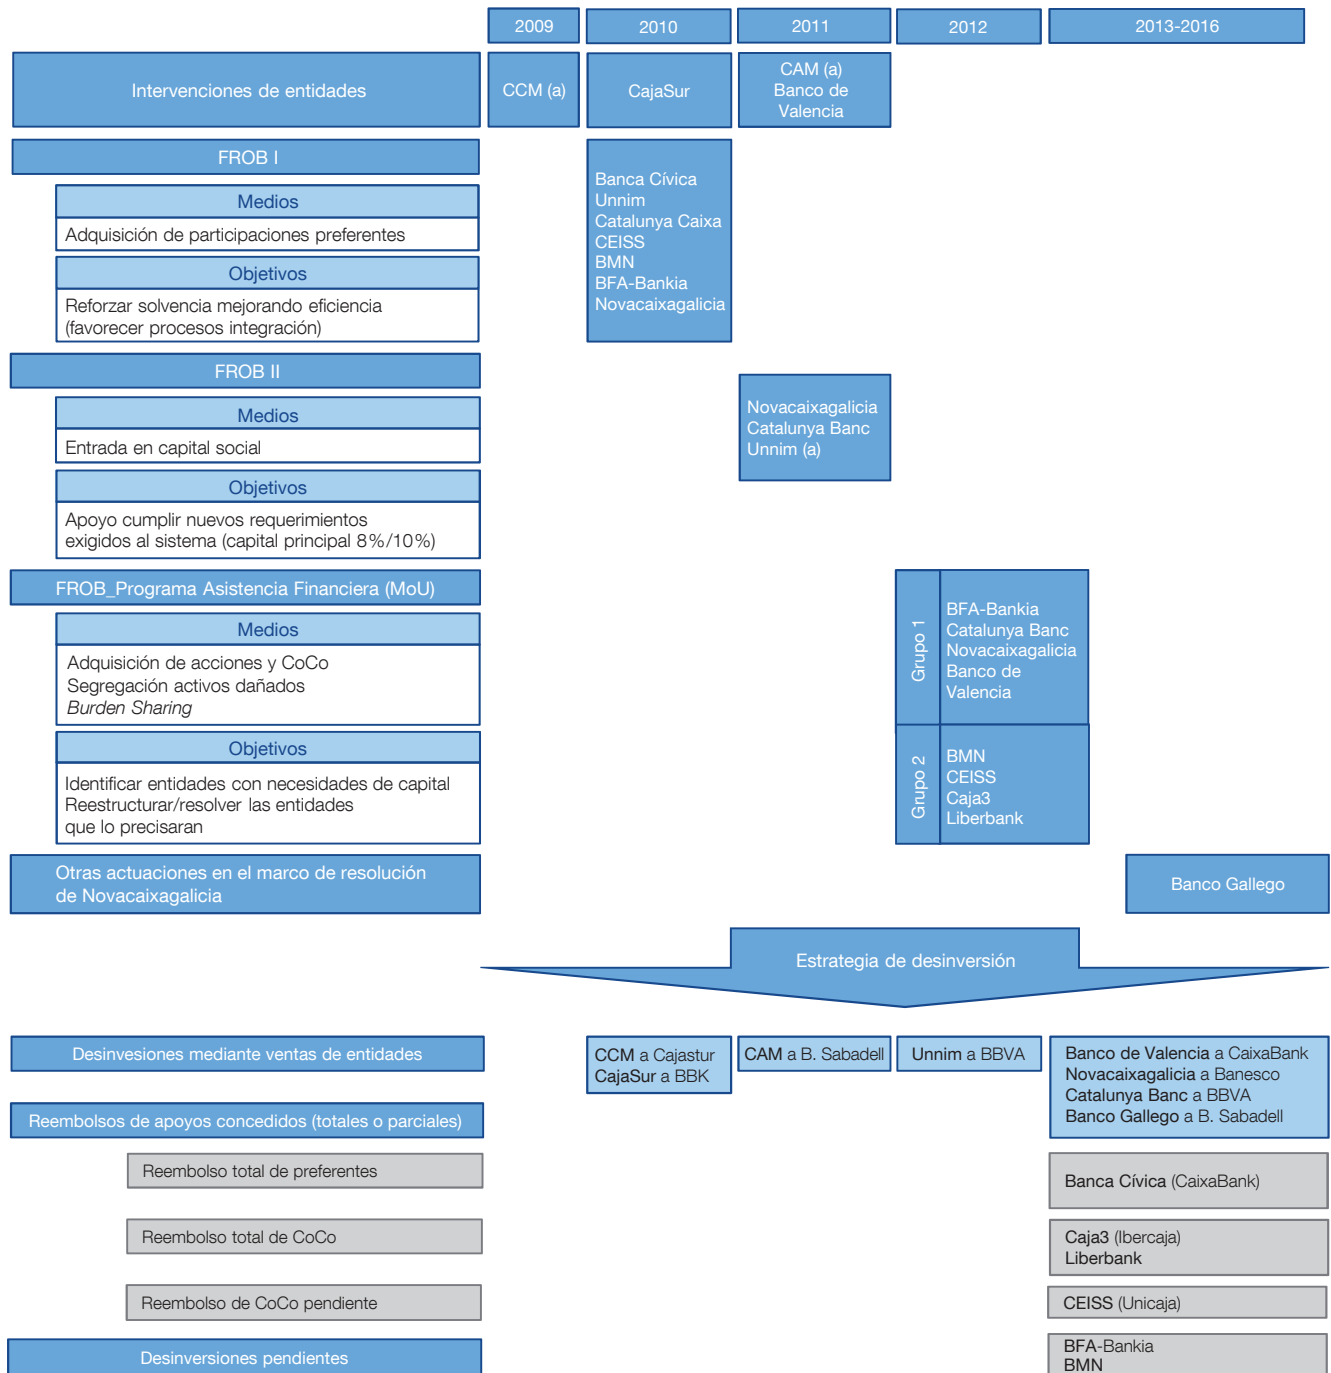 2009
2010
2011
2012
2013-2016
Intervenciones de entidades
CCM (a)
CajaSur
CAM (a)
Banco de
Valencia
FROB I
Medios
Adquisición de participaciones preferentes
Objetivos
Reforzar solvencia mejorando eficiencia
(favorecer procesos integración)
Banca Cívica
Unnim
Catalunya Caixa
CEISS
BMN
BFA-Bankia
Novacaixagalicia
FROB II
Medios
Entrada en capital social
Objetivos
Apoyo cumplir nuevos requerimientos
exigidos al sistema (capital principal 8%/10%)
Novacaixagalicia
Catalunya Banc
Unnim (a)
FROB_Programa Asistencia Financiera (MoU)
Medios
Adquisición de acciones y CoCo
Segregación activos dañados
Burden Sharing
Objetivos
Identificar entidades con necesidades de capital
Reestructurar/resolver las entidades
que lo precisaran
Grupo 1
BFA-Bankia
Catalunya Banc
Novacaixagalicia
Banco de
Valencia
Grupo 2
BMN
CEISS
Caja3
Liberbank
Otras actuaciones en el marco de resolución
de Novacaixagalicia
Banco Gallego
Estrategia de desinversión
Desinvesiones mediante ventas de entidades
CCM a Cajastur
CajaSur a BBK
CAM a B. Sabadell
Unnim a BBVA
Banco de Valencia a CaixaBank
Novacaixagalicia a Banesco
Catalunya Banc a BBVA
Banco Gallego a B. Sabadell
Reembolsos de apoyos concedidos (totales o parciales)
Reembolso total de preferentes
Banca Cívica (CaixaBank)
Reembolso total de CoCo
Caja3 (Ibercaja)
Liberbank
Reembolso de CoCo pendiente
CEISS (Unicaja)
Desinversiones pendientes
BFA-Bankia
BMN